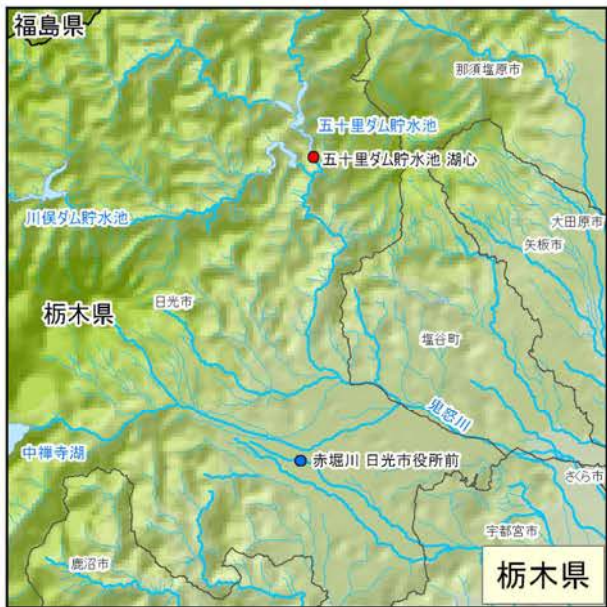 福島県
那須塩原市
五十里ダム貯水池
五十里ダム貯水池 湖心
川俣ダム貯水池
大田原市
矢板市
日光市
栃木県
塩谷町
鬼怒川
中禅寺湖
赤堀川 日光市役所前
さくら市
宇都宮市
鹿沼市
栃木県